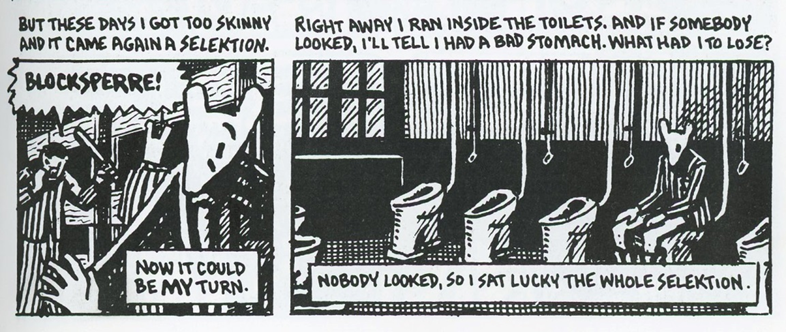 BUT THESE DAYS I GOT TOO SKINNY
AND IT CAME AGAIN A SELEKTION.
BLOCKSPERRE!
NOW IT COULD
BE MY TURN.
RIGHT AWAY I RAN INSIDE THE TOILETS. AND IF SOMEBODY
LOOKED, I'LL TELL I HAD A BAD STOMACH. WHAT HAD I TO LOSE?
NOBODY LOOKED, SO I SAT LUCKY THE WHOLE SELEKTION.